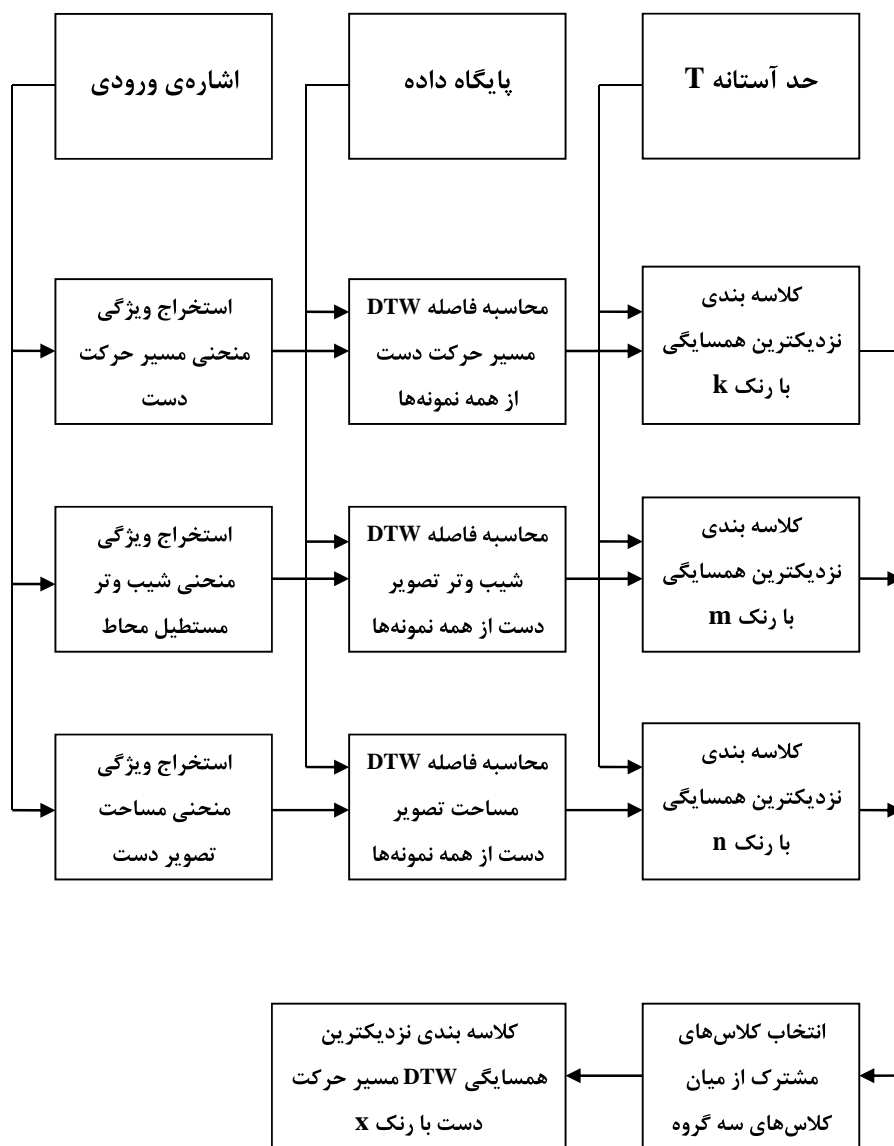 اشاره‌ی ورودی
پایگاه داده
حد آستانه T
استخراج ویژگی
منحنی مسیر حرکت
دست
محاسبه فاصله DTW
مسیر حرکت دست
از همه نمونه‌ها
کلاسه بندی
نزدیکترین همسایگی
با رنک k
استخراج ویژگی
منحنی شیب وتر
مستطیل محاط
محاسبه فاصله DTW
شیب وتر تصویر
دست از همه نمونه‌ها
کلاسه بندی
نزدیکترین همسایگی
با رنک m
استخراج ویژگی
منحنی مساحت
تصویر دست
محاسبه فاصله DTW
مساحت تصویر
دست از همه نمونه‌ها
کلاسه بندی
نزدیکترین همسایگی
با رنک n
انتخاب کلاس‌های
مشترک از میان
کلاس‌های سه گروه
کلاسه بندی نزدیکترین
همسایگی DTW مسیر حرکت
دست با رنک x